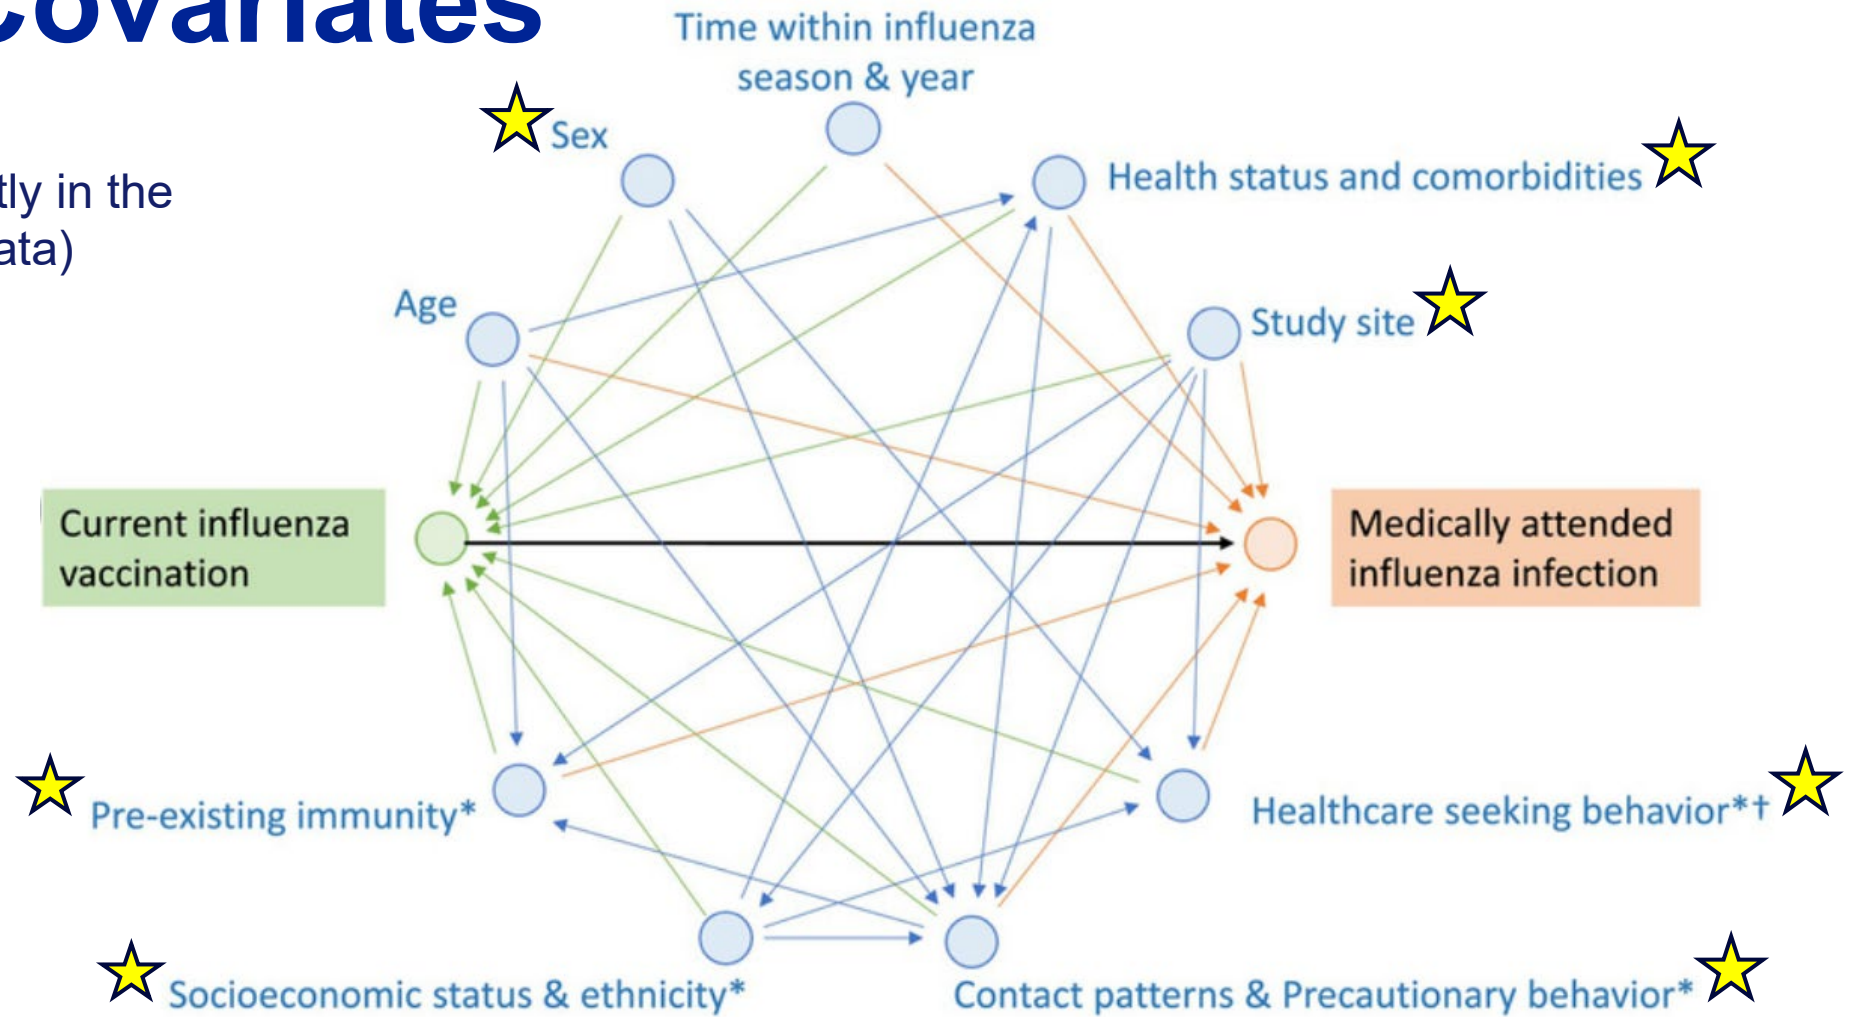 covariates
Time within influenza
season & year
Sex
Health status and comorbidities
tly in the
ata)
Age
Study site
Current influenza
vaccination
Medically attended
influenza infection
Pre-existing immunity*
Healthcare seeking behavior*†
Socioeconomic status & ethnicity*
Contact patterns & Precautionary behavior*